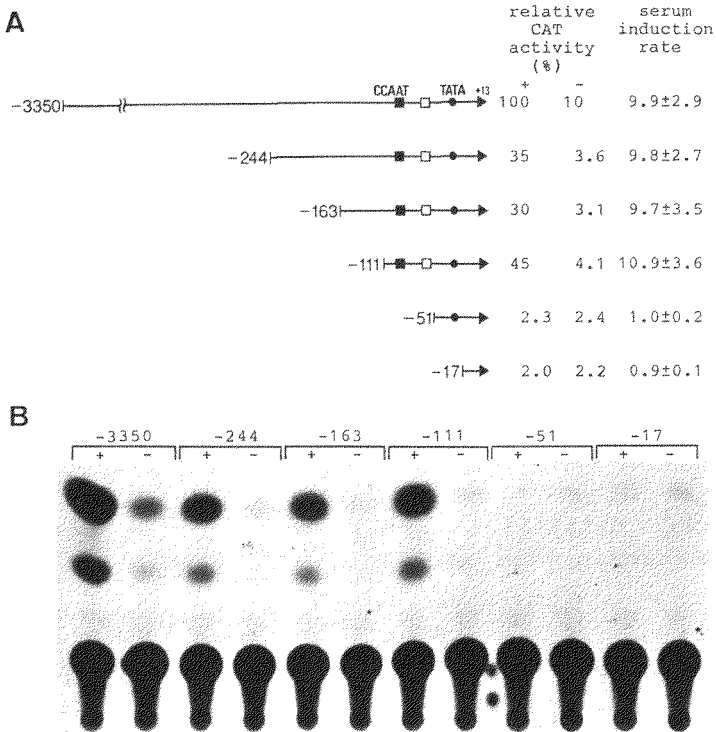 A
relative serum
CAT induction
activity rate
(%)
+ −
CCAAT TATA +13
−3350 100 10 9.9±2.9
−244 35 3.6 9.8±2.7
−163 30 3.1 9.7±3.5
−111 45 4.1 10.9±3.6
−51 2.3 2.4 1.0±0.2
−17 2.0 2.2 0.9±0.1
B
−3350 −244 −163 −111 −51 −17
+ − + − + − + − + − + −